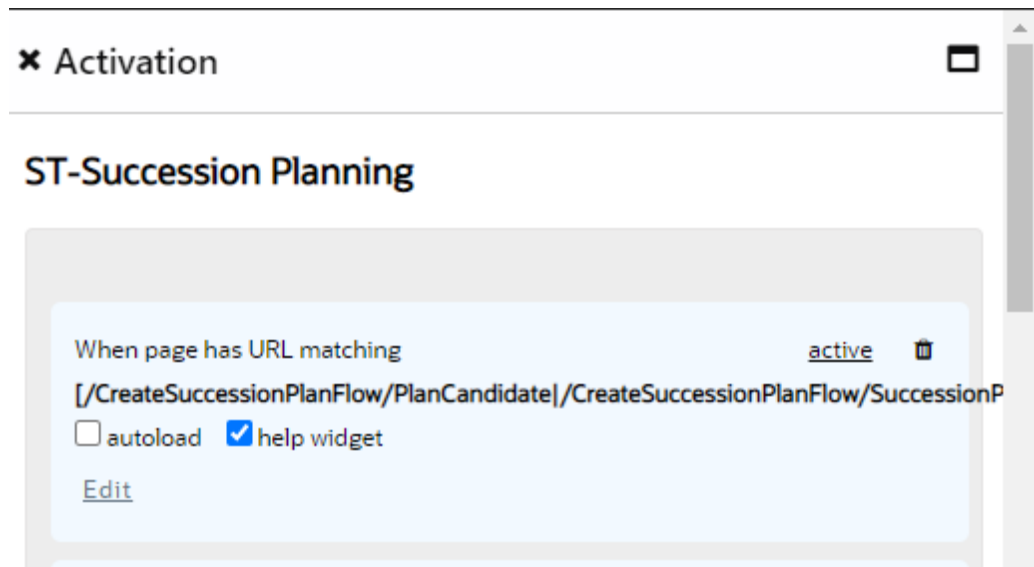 Activation
ST-Succession Planning
When page has URL matching active
[/CreateSuccessionPlanFlow/PlanCandidate|/CreateSuccessionPlanFlow/SuccessionP
autoload help widget
Edit